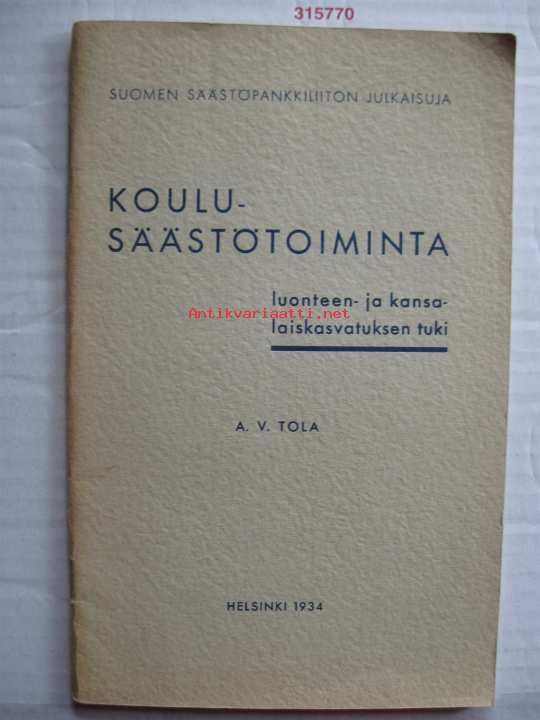 315770
SUOMEN SÄÄSTÖPANKKILIITON JULKAISUJA
KOULU-
SÄÄSTÖTOIMINTA
luonteen- ja kansa-
Antikvariaatti.net
laiskasvatuksen tuki
A. V. TOLA
HELSINKI 1934